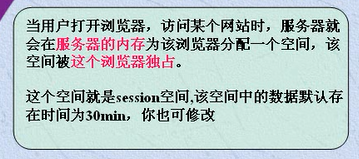 当用户打开浏览器，访问某个网站时，服务器就
会在服务器的内存为该浏览器分配一个空间，该
空间被这个浏览器独占。
这个空间就是session空间,该空间中的数据默认存
在时间为30min，你也可修改